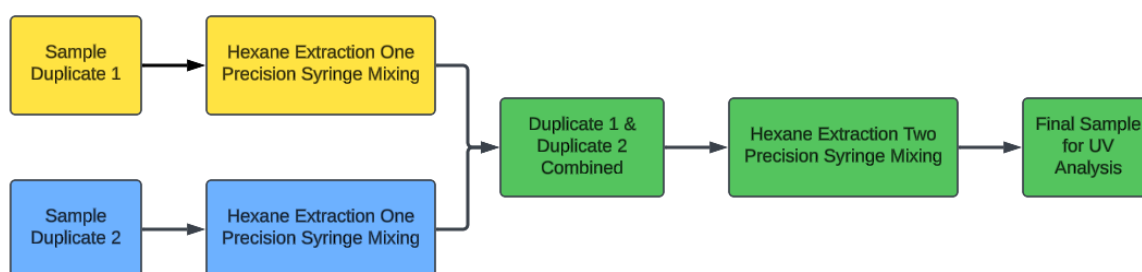 Sample
Duplicate 1
Hexane Extraction One
Precision Syringe Mixing
Sample
Duplicate 2
Hexane Extraction One
Precision Syringe Mixing
Duplicate 1 &
Duplicate 2
Combined
Hexane Extraction Two
Precision Syringe Mixing
Final Sample
for UV
Analysis